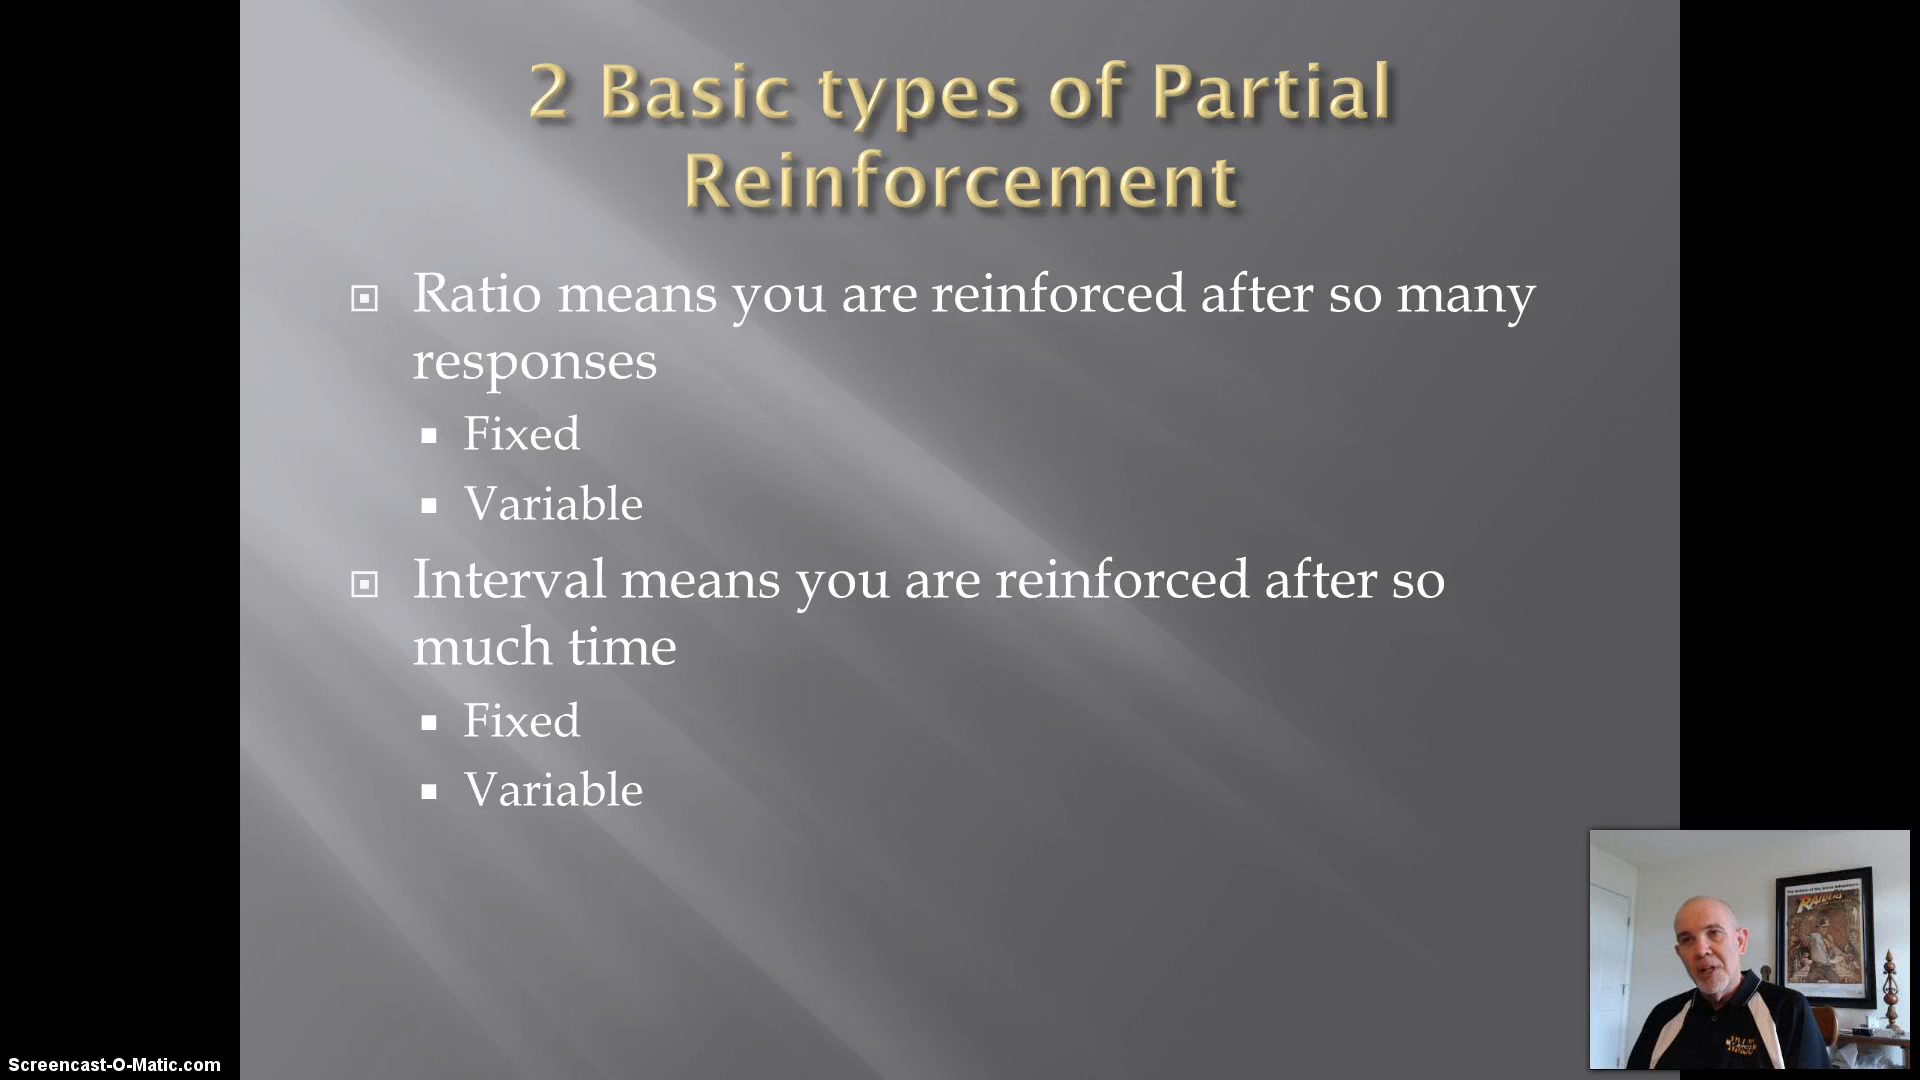 2 Basic types of Partial
Reinforcement
Ratio means you are reinforced after so many
responses
Fixed
Variable
Interval means you are reinforced after so
much time
Fixed
Variable
RAIDERS
Screencast-O-Matic.com